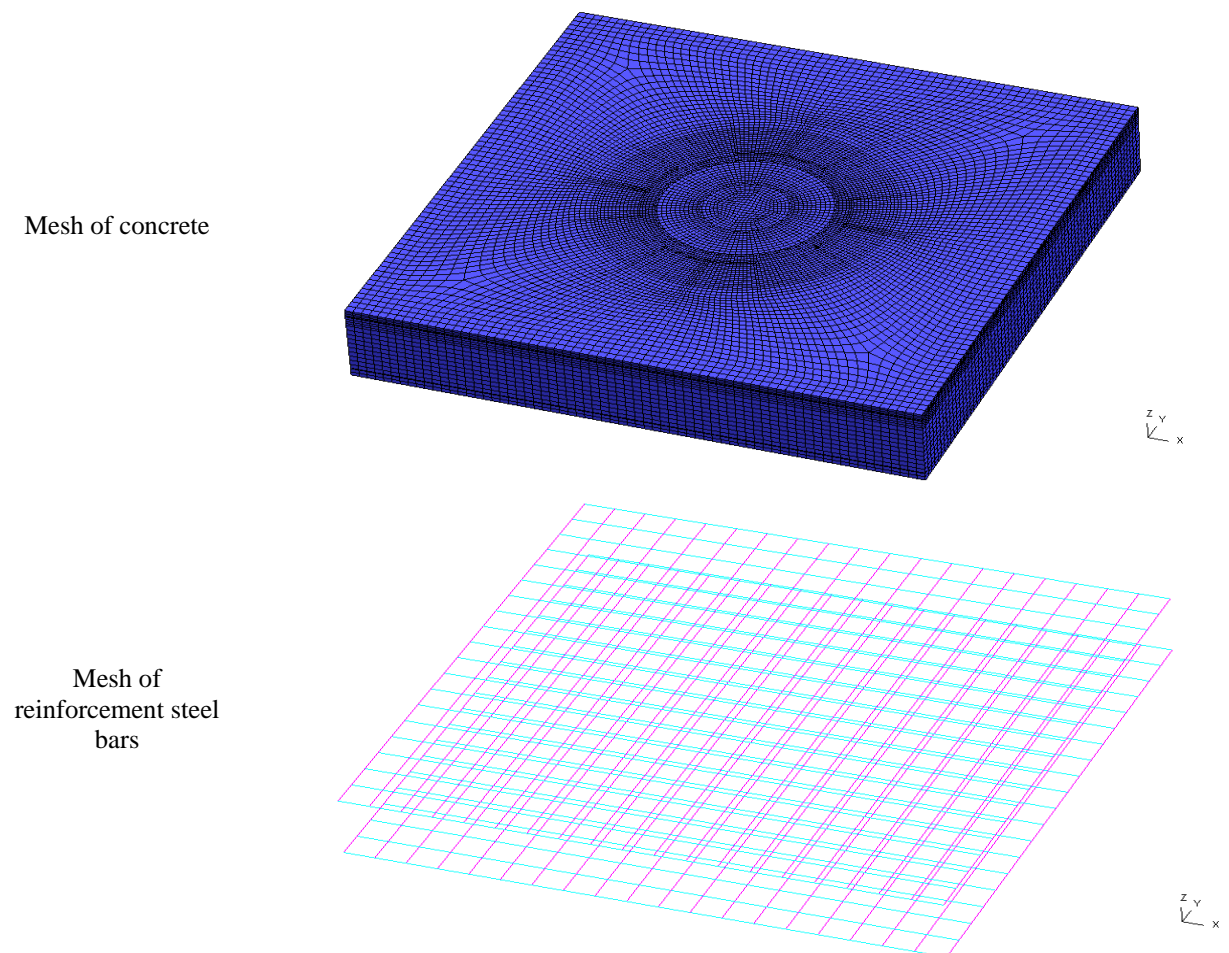 Mesh of concrete
Z
Y
X
Mesh of
reinforcement steel
bars
Z
Y
X